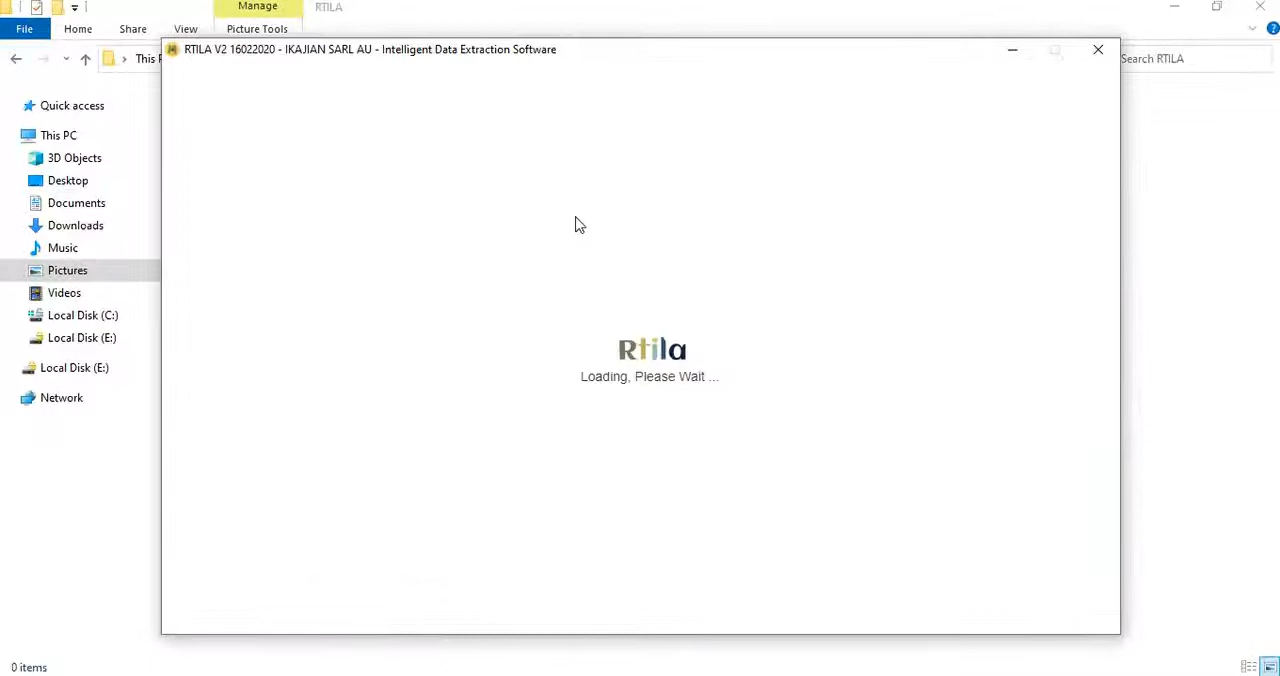 Manage
RTILA
File
Home
Share
View
Picture Tools
This P
Search RTILA
RTILA V2 16022020 - IKAJIAN SARL AU - Intelligent Data Extraction Software
Quick access
This PC
3D Objects
Desktop
Documents
Downloads
Music
Pictures
Videos
Local Disk (C:)
Local Disk (E:)
Local Disk (E:)
Network
Rtila
Loading, Please Wait ...
0 items